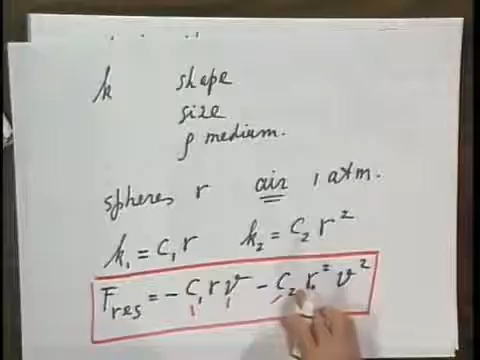 k shape
size
ρ medium.
spheres r air 1 atm.
k₁ = C₁ r k₂ = C₂ r²
F_res = - C₁ r v - C₂ r² v²